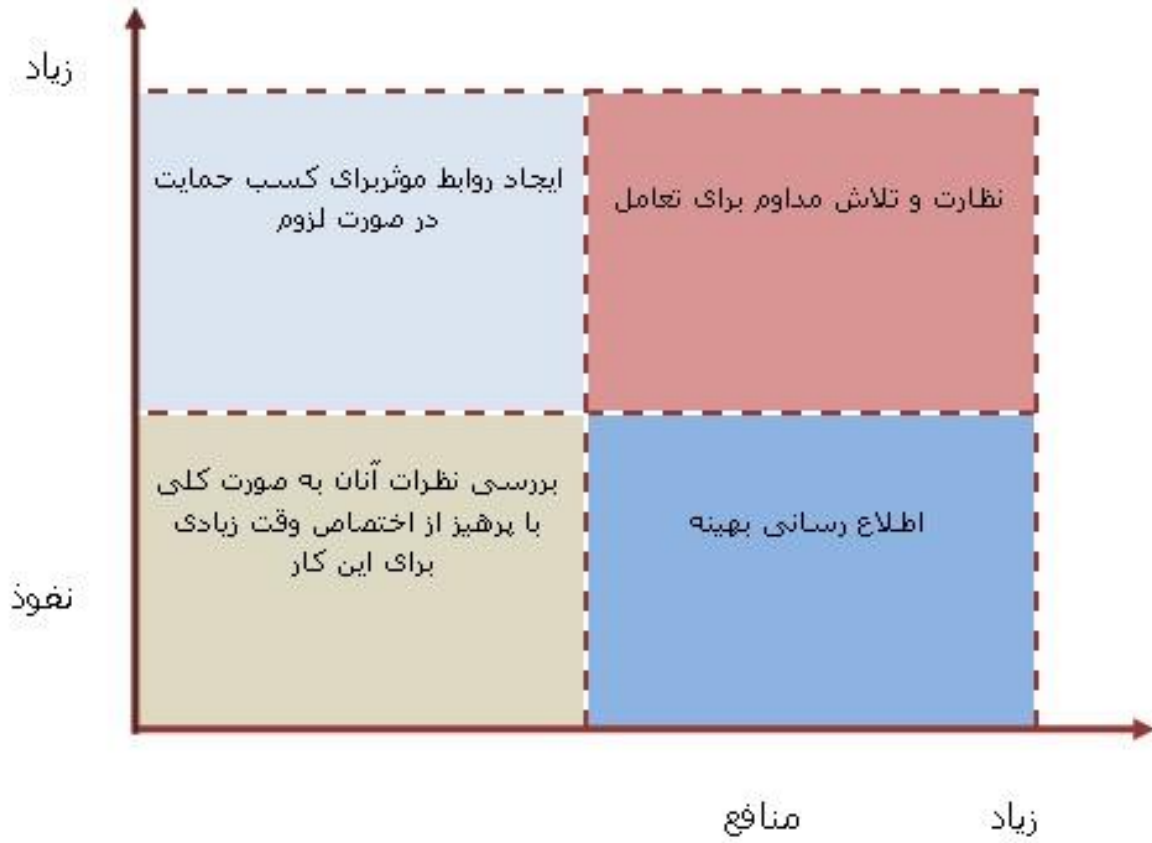 زیاد
ایجاد روابط موثربرای کسب حمایت
در صورت لزوم
نظارت و تلاش مداوم برای تعامل
بررسی نظرات آنان به صورت کلی
با پرهیز از اختصاص وقت زیادی
برای این کار
اطلاع رسانی بهینه
نفوذ
منافع
زیاد